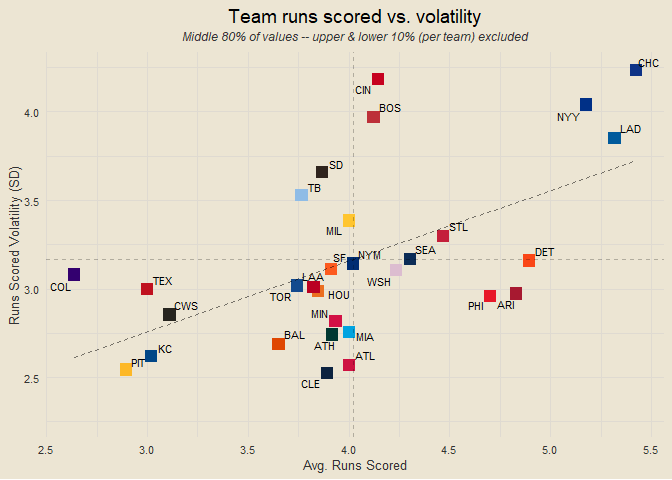 Team runs scored vs. volatility
Middle 80% of values -- upper & lower 10% (per team) excluded
CHC
CIN
BOS
NYY
4.0
LAD
SD
TB
3.5
MIL
STL
SEA
DET
SF
NYM
WSH
LAA
COL
TEX
TOR
HOU
3.0
PHI
ARI
CWS
MIN
ATH
MIA
BAL
KC
ATL
PIT
CLE
2.5
Runs Scored Volatility (SD)
2.5 3.0 3.5 4.0 4.5 5.0 5.5
Avg. Runs Scored